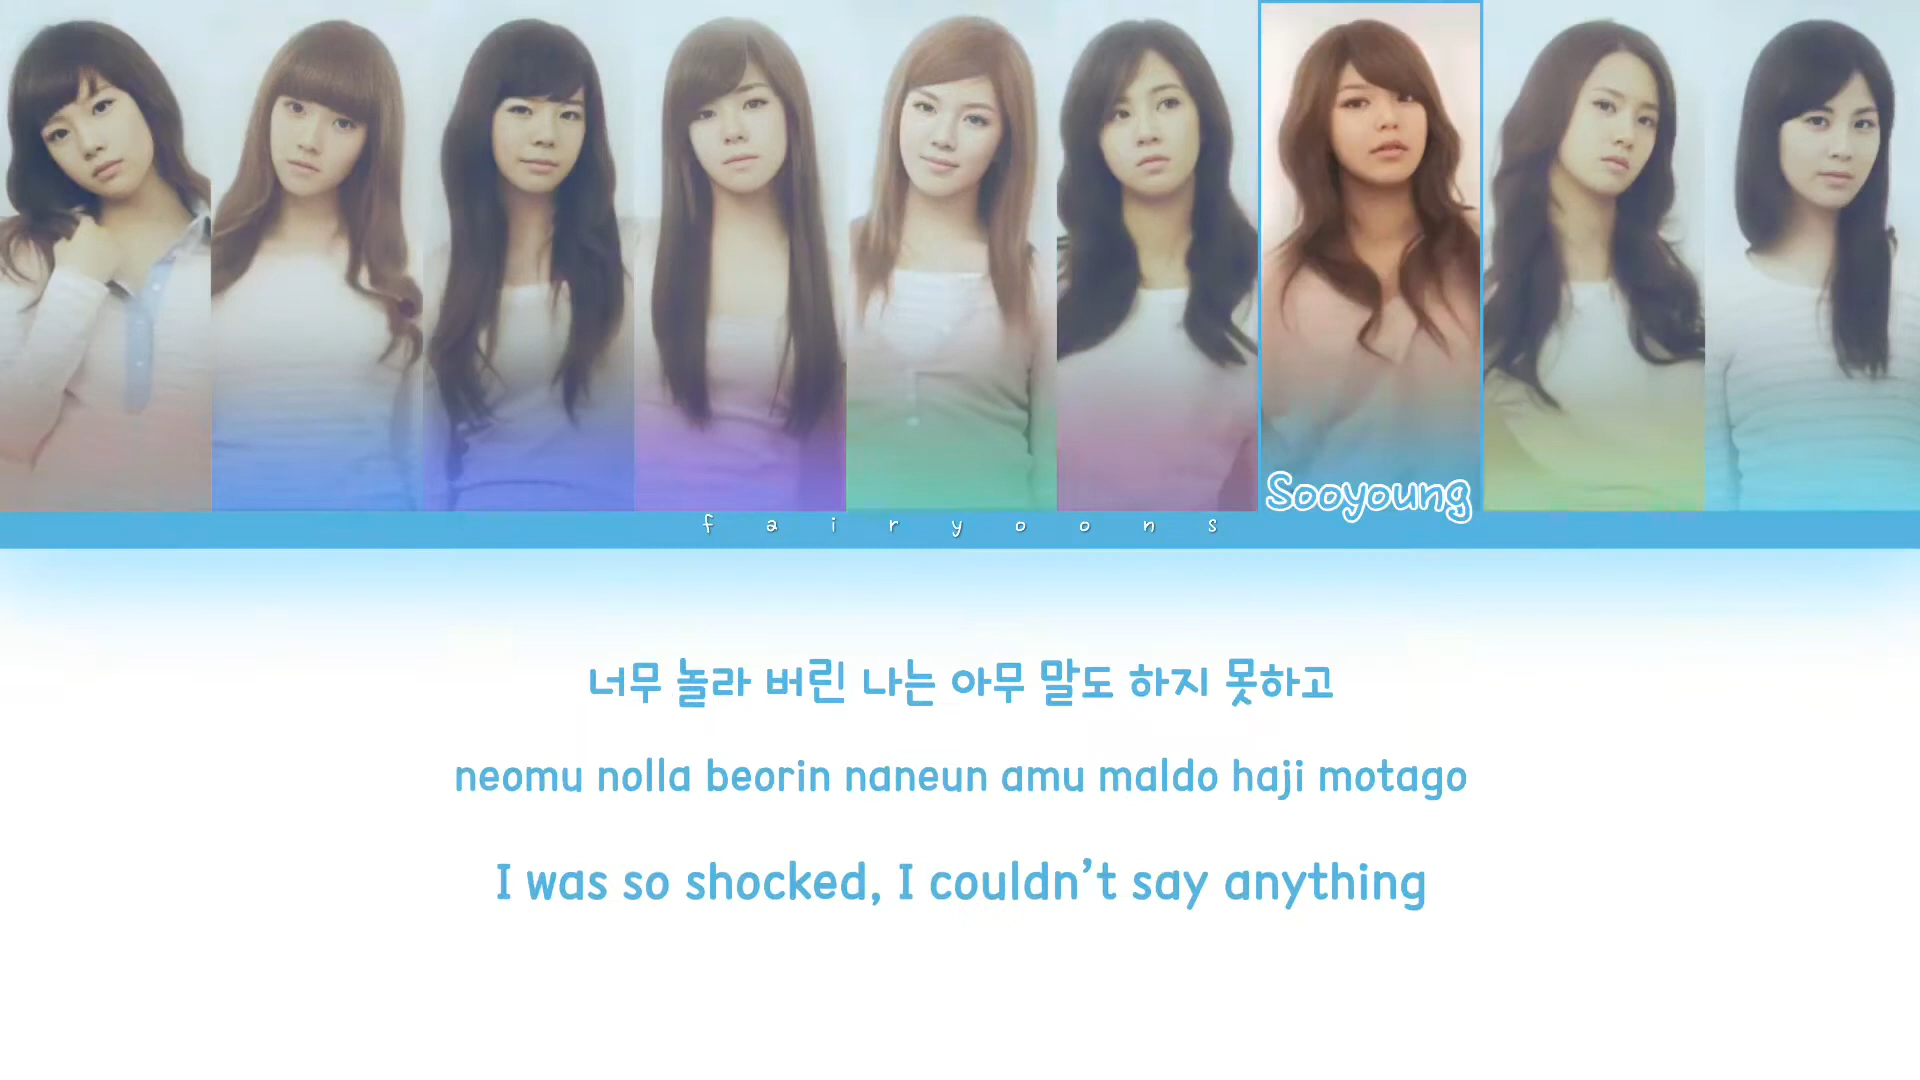 Sooyoung
fairyoons
너무 놀라 버린 나는 아무 말도 하지 못하고
neomu nolla beorin naneun amu maldo haji motago
I was so shocked, I couldn’t say anything